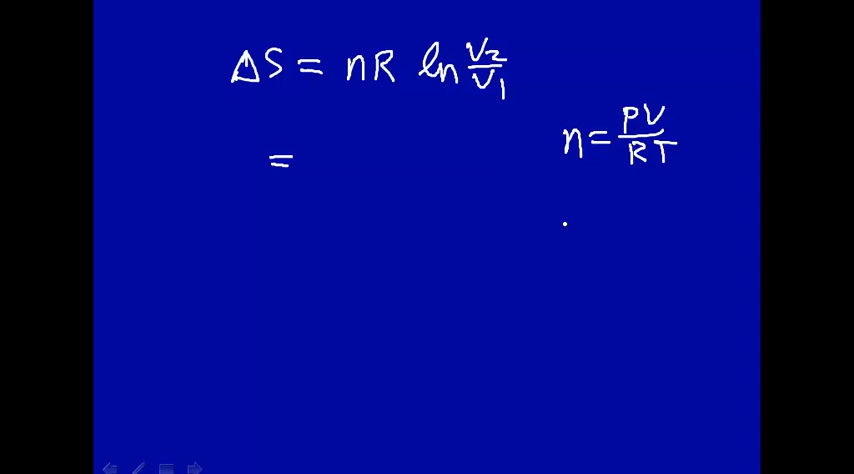 ΔS = nR ln V₂/V₁
n = PV/RT
=